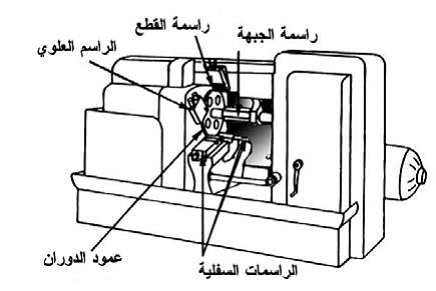 راسمة القطع
راسمة الجبهة
الراسم العلوي
عمود الدوران
الراسمات السفلية